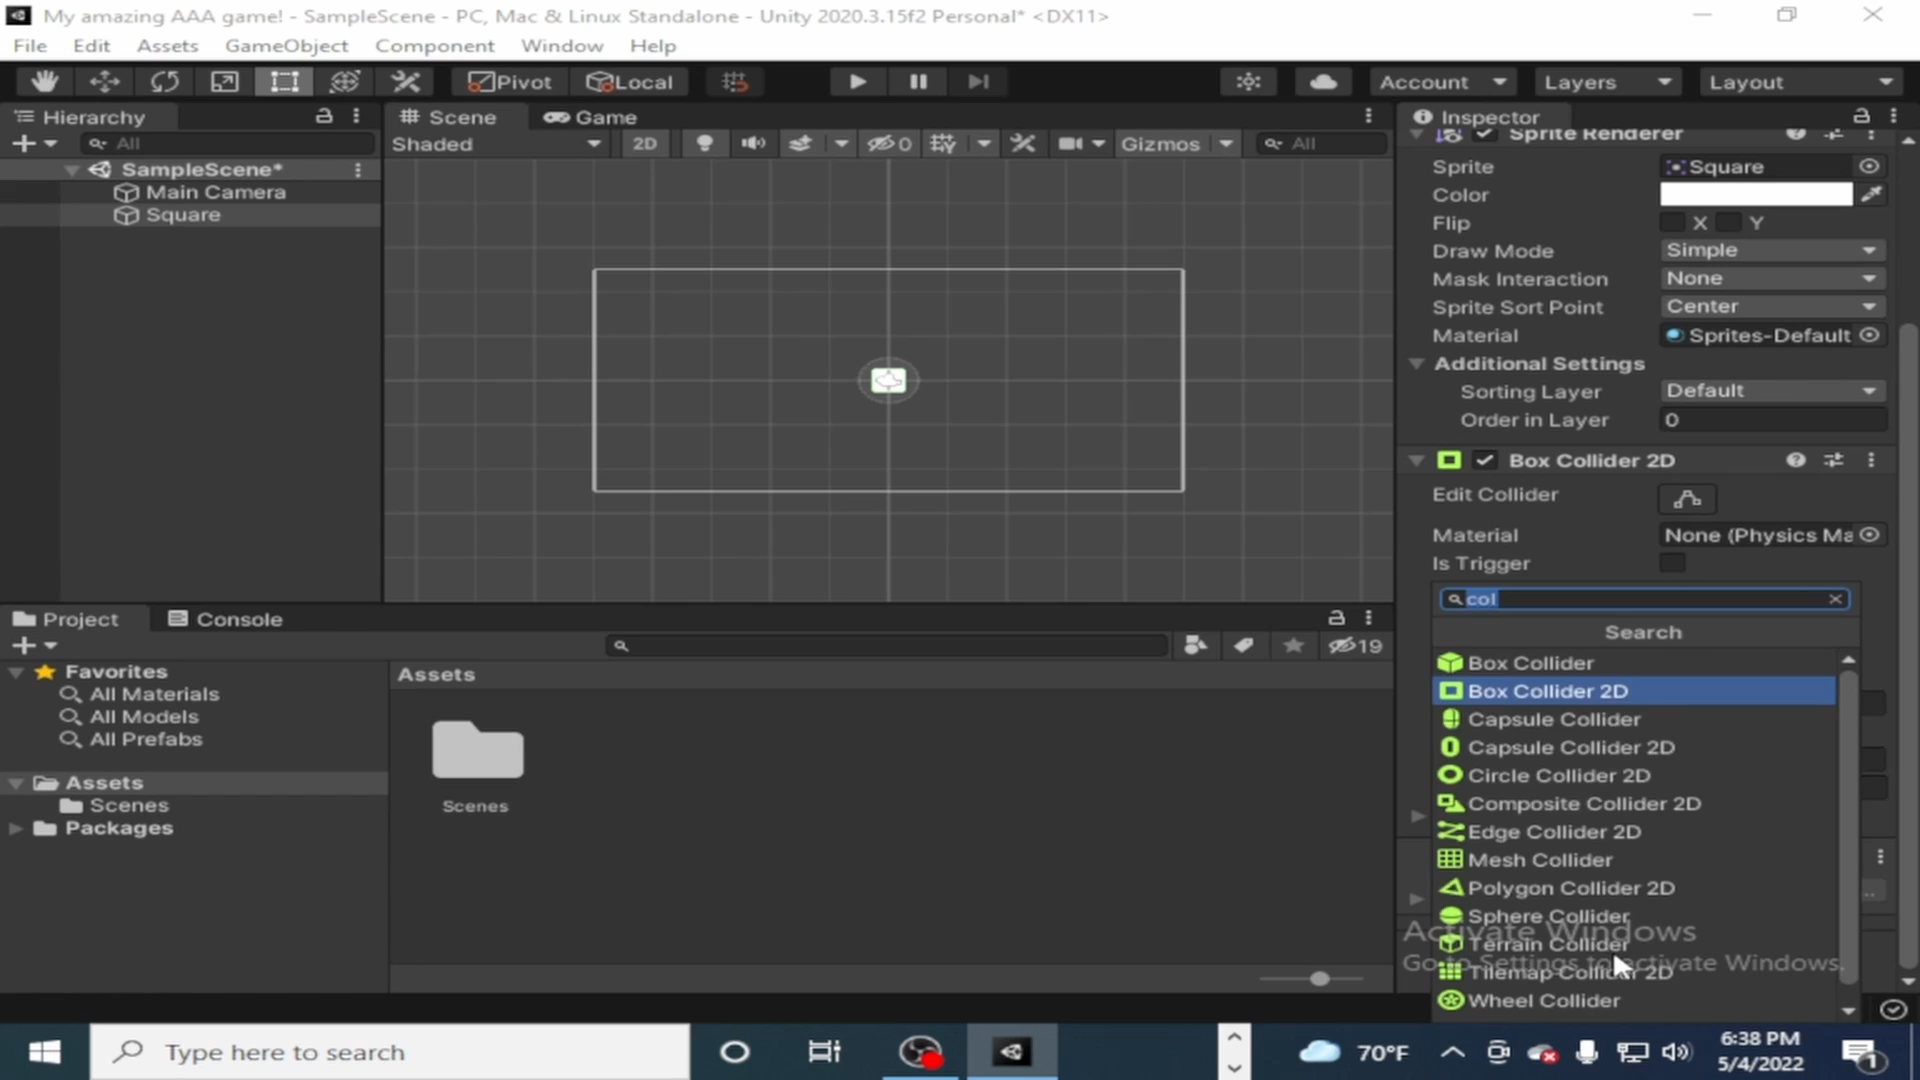 My amazing AAA game! - SampleScene - PC, Mac & Linux Standalone - Unity 2020.3.15f2 Personal* <DX11>
File Edit Assets GameObject Component Window Help
Pivot Local Account Layers Layout
Hierarchy
All
SampleScene*
Main Camera
Square
Scene Game
Shaded 2D 0 Gizmos All
Inspector
Sprite Renderer
Sprite Square
Color
Flip X Y
Draw Mode Simple
Mask Interaction None
Sprite Sort Point Center
Material Sprites-Default
Additional Settings
Sorting Layer Default
Order in Layer 0
Box Collider 2D
Edit Collider
Material None (Physics Ma
Is Trigger
col
Search
Box Collider
Box Collider 2D
Capsule Collider
Capsule Collider 2D
Circle Collider 2D
Composite Collider 2D
Edge Collider 2D
Mesh Collider
Polygon Collider 2D
Sphere Collider
Terrain Collider
Tilemap Collider 2D
Wheel Collider
Activate Windows
Go to Settings to activate Windows.
Project Console
19
Favorites
All Materials
All Models
All Prefabs
Assets
Scenes
Packages
Assets
Scenes
Type here to search
70°F
6:38 PM
5/4/2022
1